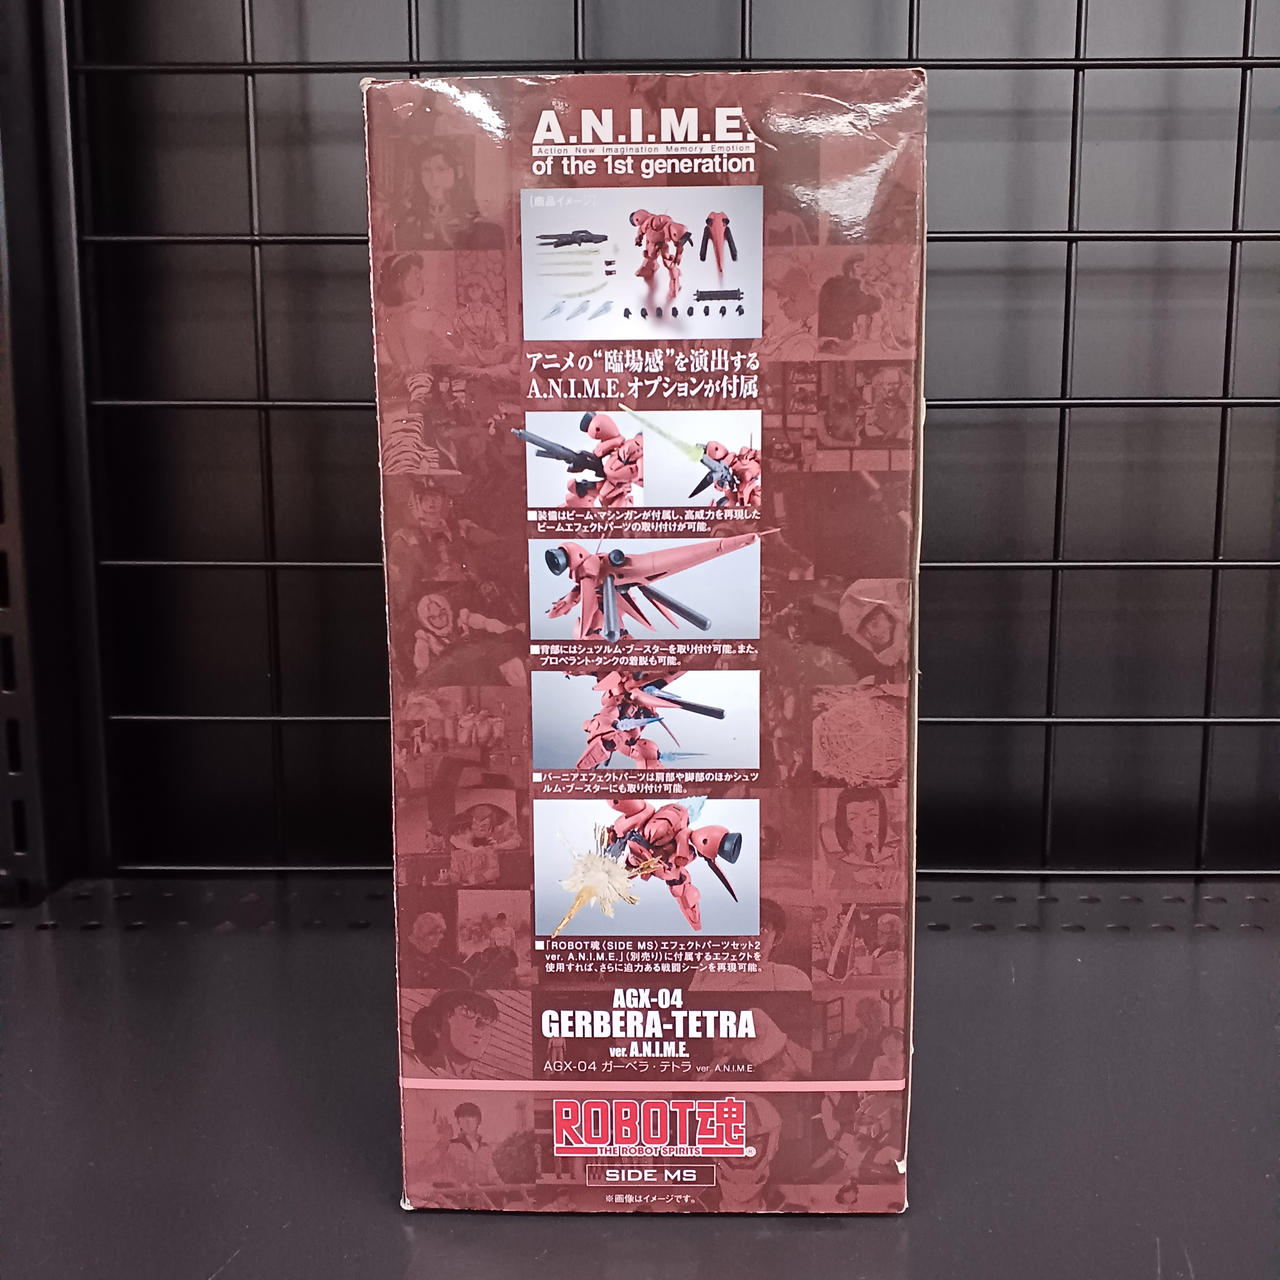 A.N.I.M.E.
Action New Imagination Memory Emotion
of the 1st generation
[商品イメージ]
アニメの“臨場感”を演出する
A.N.I.M.E.オプションが付属
■装備はビーム・マシンガンが付属し、高威力を再現した
ビームエフェクトパーツの取り付けが可能。
■背部にはシュツルム・ブースターを取り付け可能。また、
プロペラント・タンクの着脱も可能。
■バーニアエフェクトパーツは肩部や脚部のほかシュツ
ルム・ブースターにも取り付け可能。
■「ROBOT魂〈SIDE MS〉エフェクトパーツセット2
ver. A.N.I.M.E.」(別売り)に付属するエフェクトを
使用すれば、さらに迫力ある戦闘シーンを再現可能。
AGX-04
GERBERA-TETRA
ver. A.N.I.M.E.
AGX-04 ガーベラ・テトラ ver. A.N.I.M.E.
ROBOT魂
THE ROBOT SPIRITS
®
SIDE MS
※画像はイメージです。